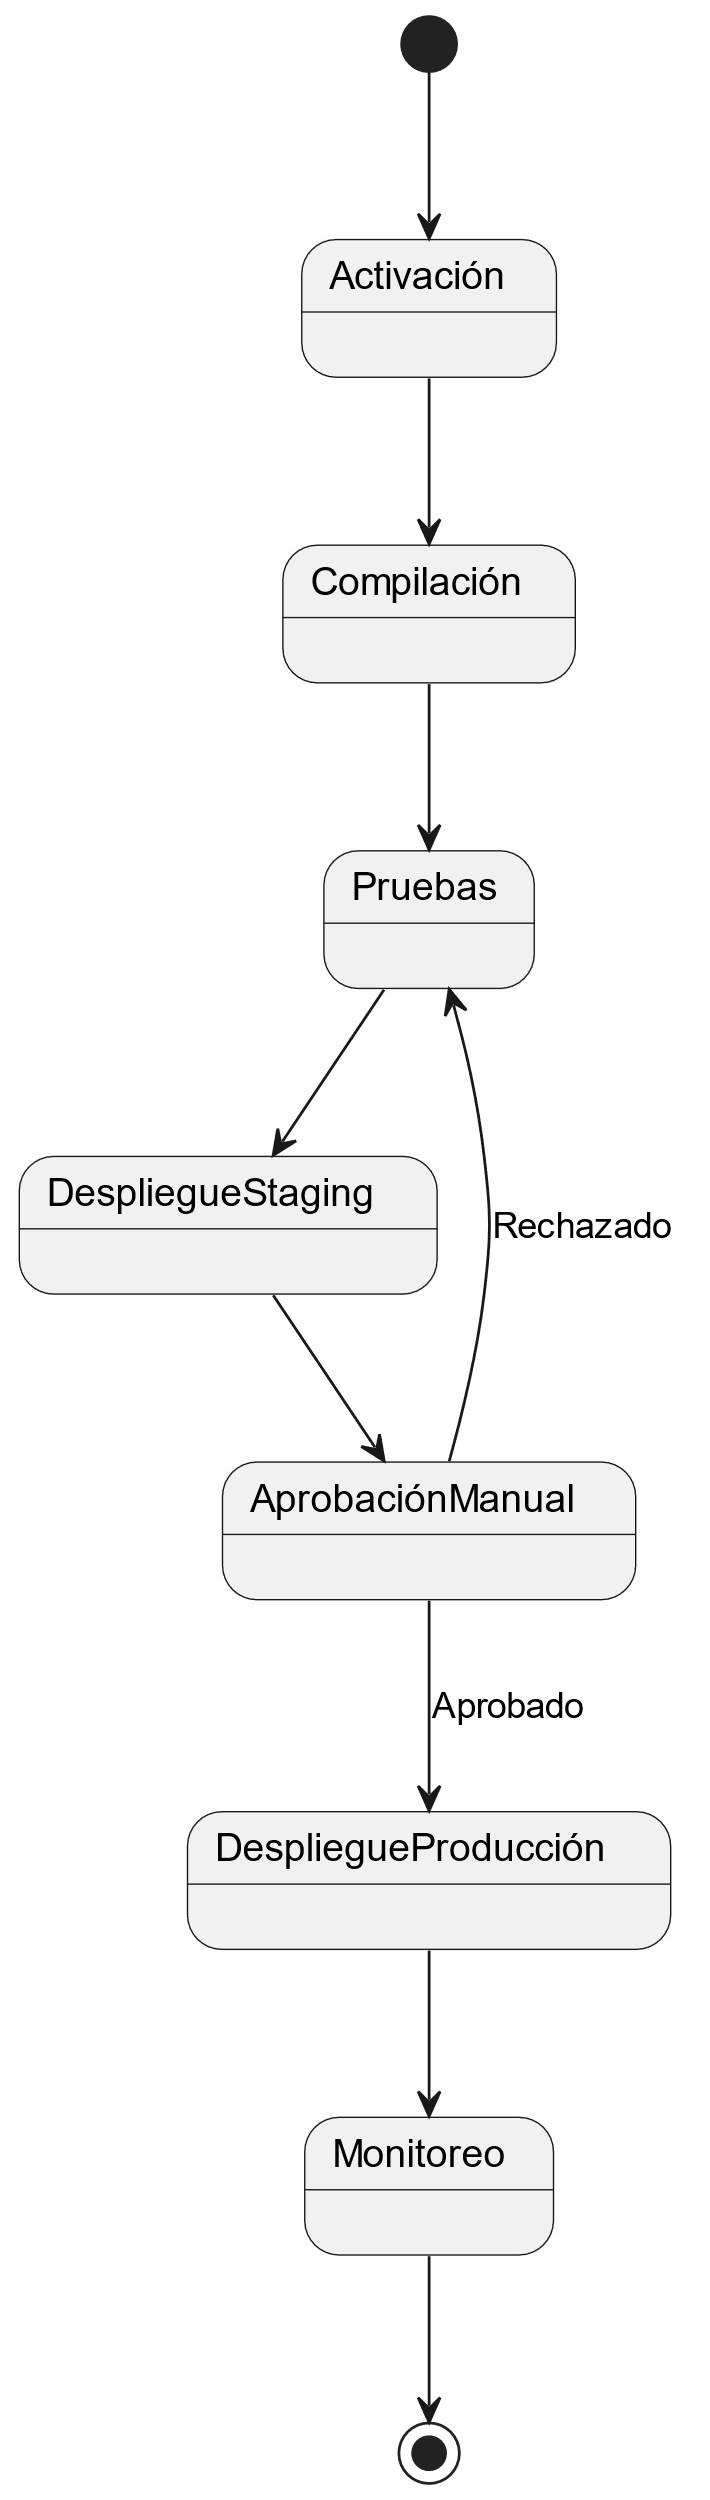 Activación
Compilación
Pruebas
DespliegueStaging
Rechazado
AprobaciónManual
Aprobado
DespliegueProducción
Monitoreo